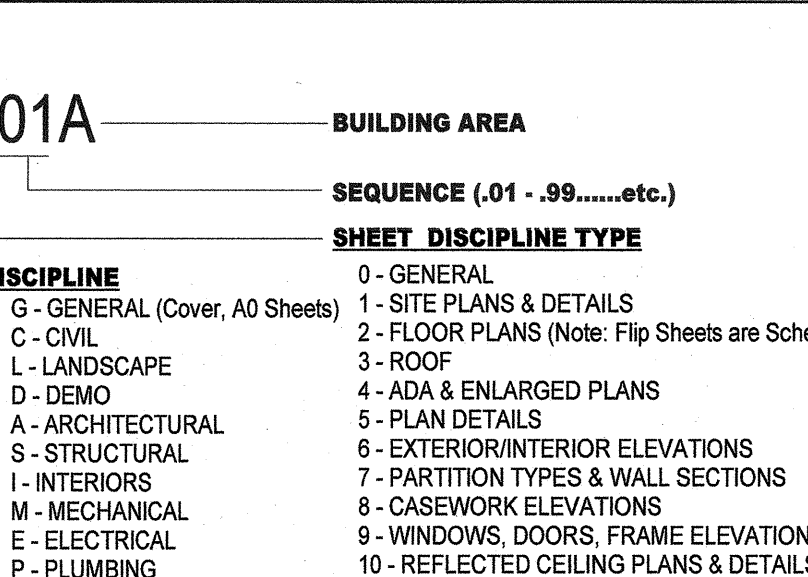 01A
BUILDING AREA
SEQUENCE (.01 - .99......etc.)
SHEET DISCIPLINE TYPE
ISCIPLINE
G - GENERAL (Cover, A0 Sheets)
C - CIVIL
L - LANDSCAPE
D - DEMO
A - ARCHITECTURAL
S - STRUCTURAL
I - INTERIORS
M - MECHANICAL
E - ELECTRICAL
P - PLUMBING
0 - GENERAL
1 - SITE PLANS & DETAILS
2 - FLOOR PLANS (Note: Flip Sheets are Sche
3 - ROOF
4 - ADA & ENLARGED PLANS
5 - PLAN DETAILS
6 - EXTERIOR/INTERIOR ELEVATIONS
7 - PARTITION TYPES & WALL SECTIONS
8 - CASEWORK ELEVATIONS
9 - WINDOWS, DOORS, FRAME ELEVATION
10 - REFLECTED CEILING PLANS & DETAILS